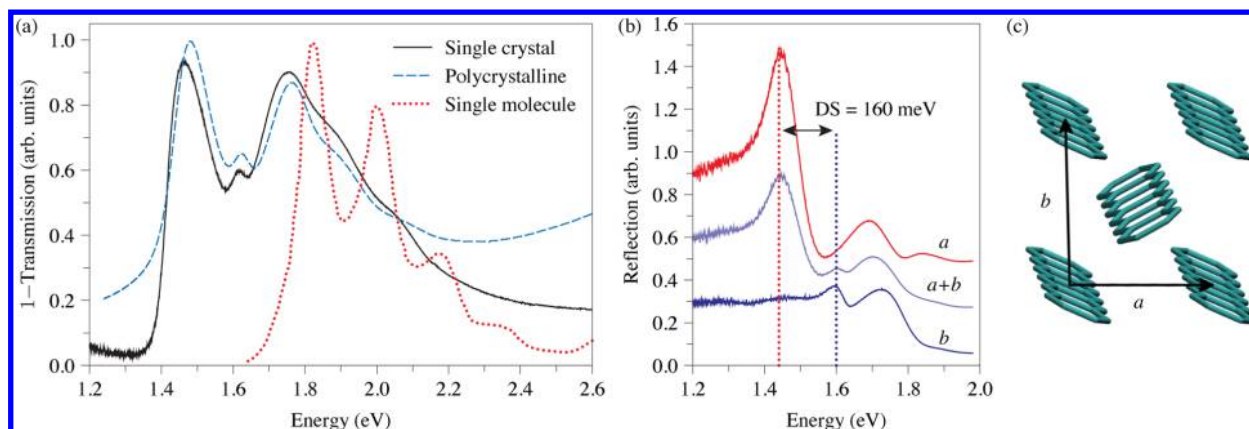 (a)
1−Transmission (arb. units)
1.0
0.8
0.6
0.4
0.2
0.0
1.2 1.4 1.6 1.8 2.0 2.2 2.4 2.6
Energy (eV)
Single crystal
Polycrystalline
Single molecule
(b)
Reflection (arb. units)
1.6
1.4
1.2
1.0
0.8
0.6
0.4
0.2
0.0
1.2 1.4 1.6 1.8 2.0
Energy (eV)
DS = 160 meV
a
a+b
b
(c)
b
a